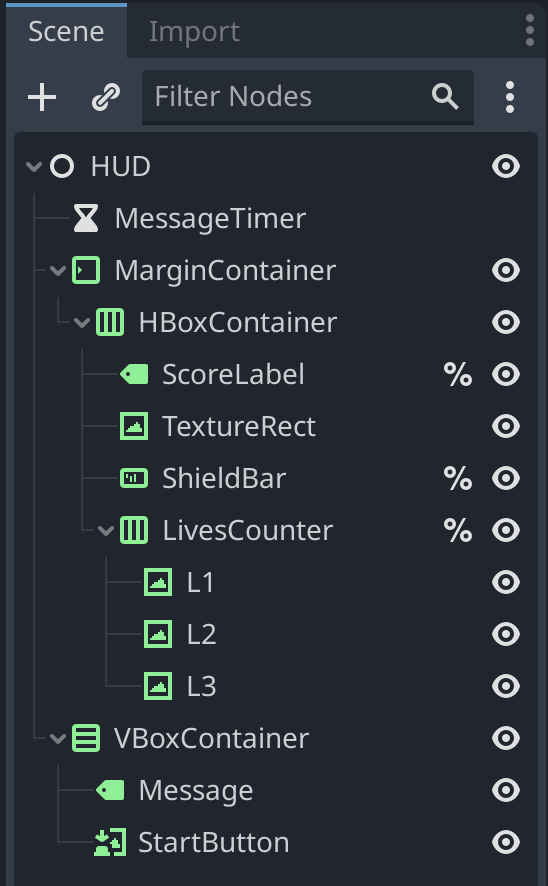 Scene Import
Filter Nodes
HUD
MessageTimer
MarginContainer
HBoxContainer
ScoreLabel %
TextureRect
ShieldBar %
LivesCounter %
L1
L2
L3
VBoxContainer
Message
StartButton